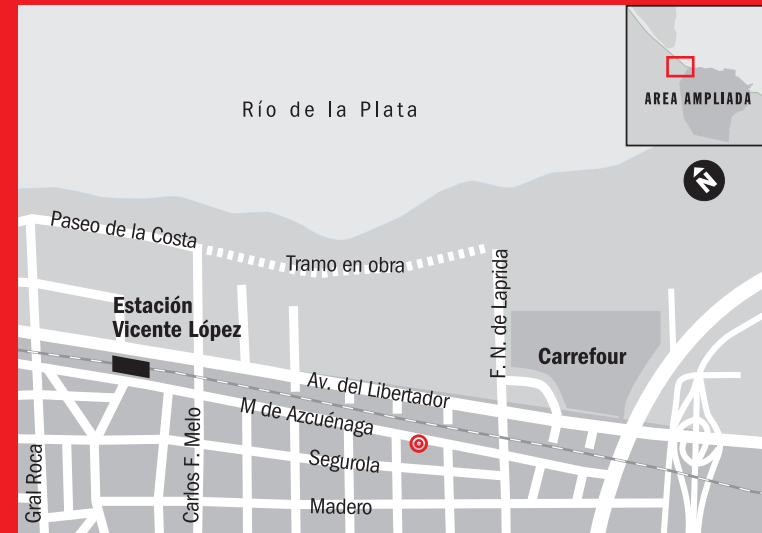 Río de la Plata
AREA AMPLIADA
N
Paseo de la Costa
Tramo en obra
F. N. de Laprida
Estación
Vicente López
Carrefour
Av. del Libertador
M de Azcuénaga
Carlos F. Melo
Gral Roca
Segurola
Madero